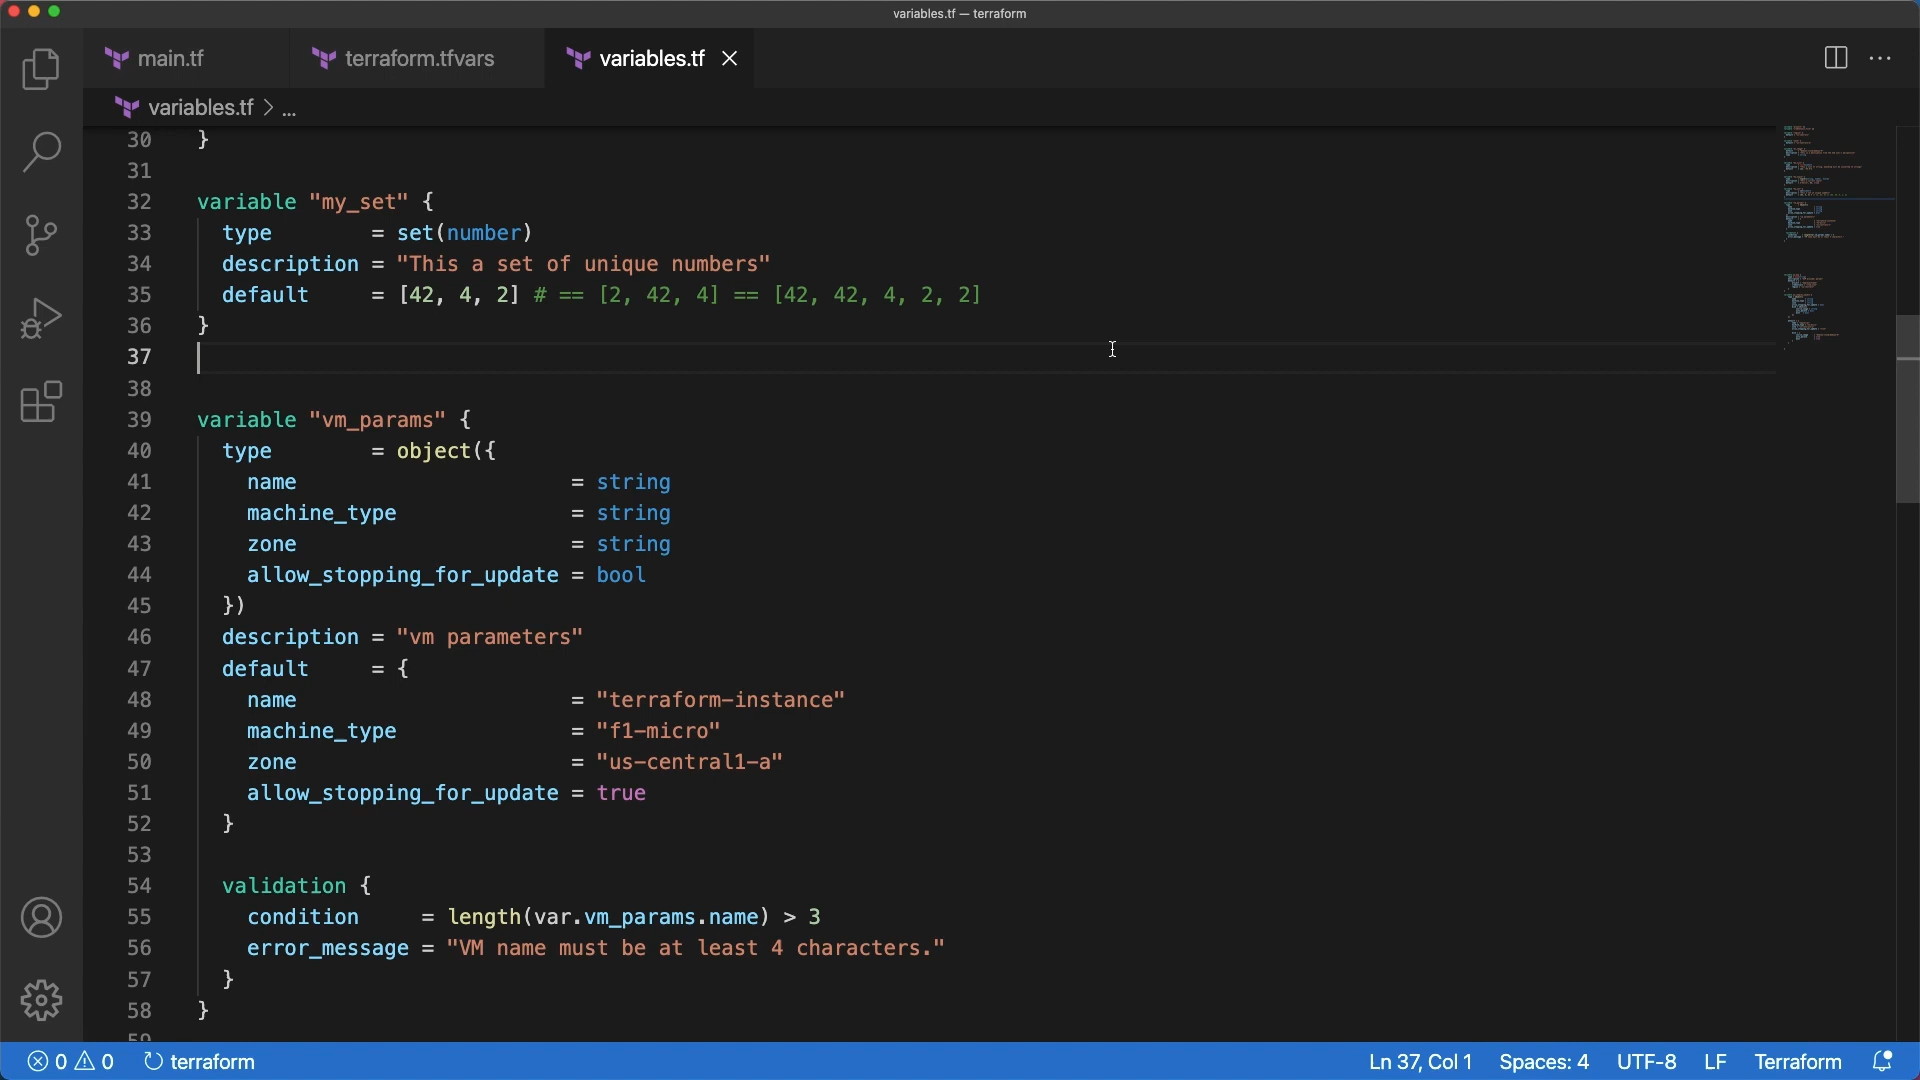 variables.tf — terraform
main.tf
terraform.tfvars
variables.tf
variables.tf > ...
30 }
31
32 variable "my_set" {
33   type        = set(number)
34   description = "This a set of unique numbers"
35   default     = [42, 4, 2] # == [2, 42, 4] == [42, 42, 4, 2, 2]
36 }
37
38
39 variable "vm_params" {
40   type        = object({
41     name                      = string
42     machine_type              = string
43     zone                      = string
44     allow_stopping_for_update = bool
45   })
46   description = "vm parameters"
47   default     = {
48     name                      = "terraform-instance"
49     machine_type              = "f1-micro"
50     zone                      = "us-central1-a"
51     allow_stopping_for_update = true
52   }
53
54   validation {
55     condition     = length(var.vm_params.name) > 3
56     error_message = "VM name must be at least 4 characters."
57   }
58 }
59
0 0 terraform
Ln 37, Col 1 Spaces: 4 UTF-8 LF Terraform